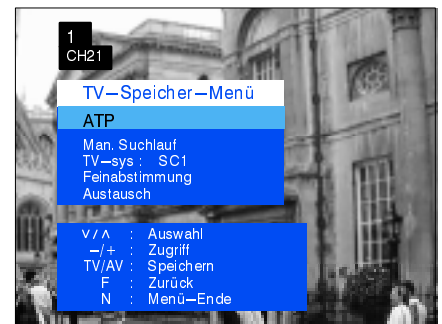 1
CH21
TV–Speicher–Menü
ATP
Man. Suchlauf
TV–sys : SC1
Feinabstimmung
Austausch
∨/∧ : Auswahl
–/+ : Zugriff
TV/AV : Speichern
F : Zurück
N : Menü–Ende